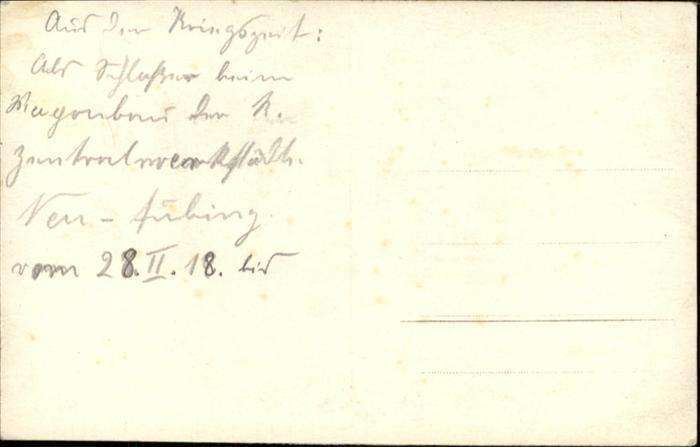 Aus der Kriegszeit:
Als Schlosser beim
Wagenbau der K.
Zentralwerkstätte
Neu-Aubing.
vom 28.II.18. bis